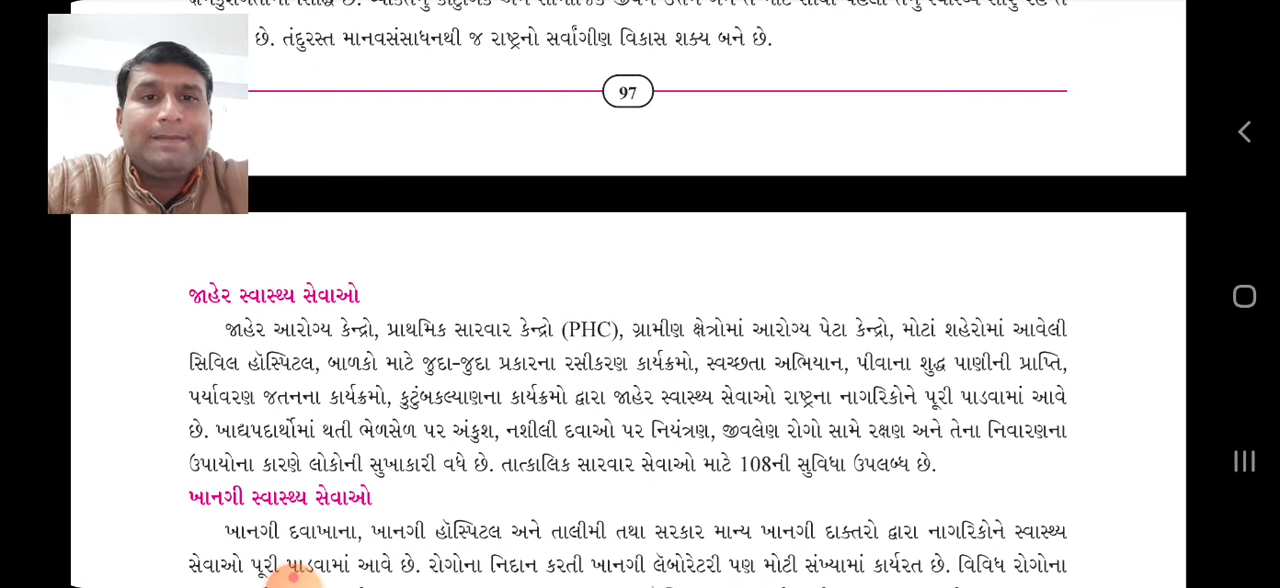 છે. તંદુરસ્ત માનવસંસાધનથી જ રાષ્ટ્રનો સર્વાંગીણ વિકાસ શક્ય બને છે.
97
જાહેર સ્વાસ્થ્ય સેવાઓ
જાહેર આરોગ્ય કેન્દ્રો, પ્રાથમિક સારવાર કેન્દ્રો (PHC), ગ્રામીણ ક્ષેત્રોમાં આરોગ્ય પેટા કેન્દ્રો, મોટાં શહેરોમાં આવેલી
સિવિલ હૉસ્પિટલ, બાળકો માટે જુદા-જુદા પ્રકારના રસીકરણ કાર્યક્રમો, સ્વચ્છતા અભિયાન, પીવાના શુદ્ધ પાણીની પ્રાપ્તિ,
પર્યાવરણ જતનના કાર્યક્રમો, કુટુંબકલ્યાણના કાર્યક્રમો દ્વારા જાહેર સ્વાસ્થ્ય સેવાઓ રાષ્ટ્રના નાગરિકોને પૂરી પાડવામાં આવે
છે. ખાદ્યપદાર્થોમાં થતી ભેળસેળ પર અંકુશ, નશીલી દવાઓ પર નિયંત્રણ, જીવલેણ રોગો સામે રક્ષણ અને તેના નિવારણના
ઉપાયોના કારણે લોકોની સુખાકારી વધે છે. તાત્કાલિક સારવાર સેવાઓ માટે 108ની સુવિધા ઉપલબ્ધ છે.
ખાનગી સ્વાસ્થ્ય સેવાઓ
ખાનગી દવાખાના, ખાનગી હૉસ્પિટલ અને તાલીમી તથા સરકાર માન્ય ખાનગી દાક્તરો દ્વારા નાગરિકોને સ્વાસ્થ્ય
સેવાઓ પૂરી પાડવામાં આવે છે. રોગોના નિદાન કરતી ખાનગી લૅબોરેટરી પણ મોટી સંખ્યામાં કાર્યરત છે. વિવિધ રોગોના